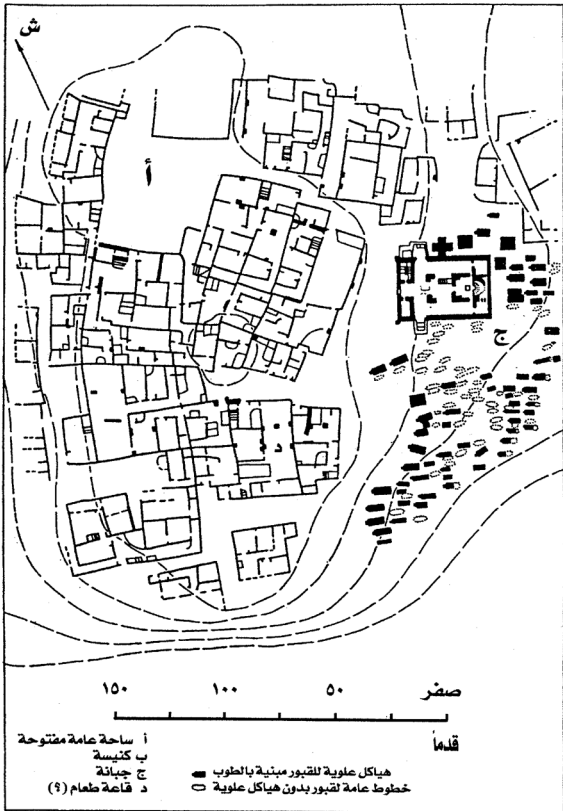 ش
أ
أ
ج
١٥٠ ١٠٠ ٥٠ صفر
قدماً
أ ساحة عامة مفتوحة
ب كنيسة
ج جبانة
د قاعة طعام (؟)
هياكل علوية للقبور مبنية بالطوب
خطوط عامة لقبور بدون هياكل علوية